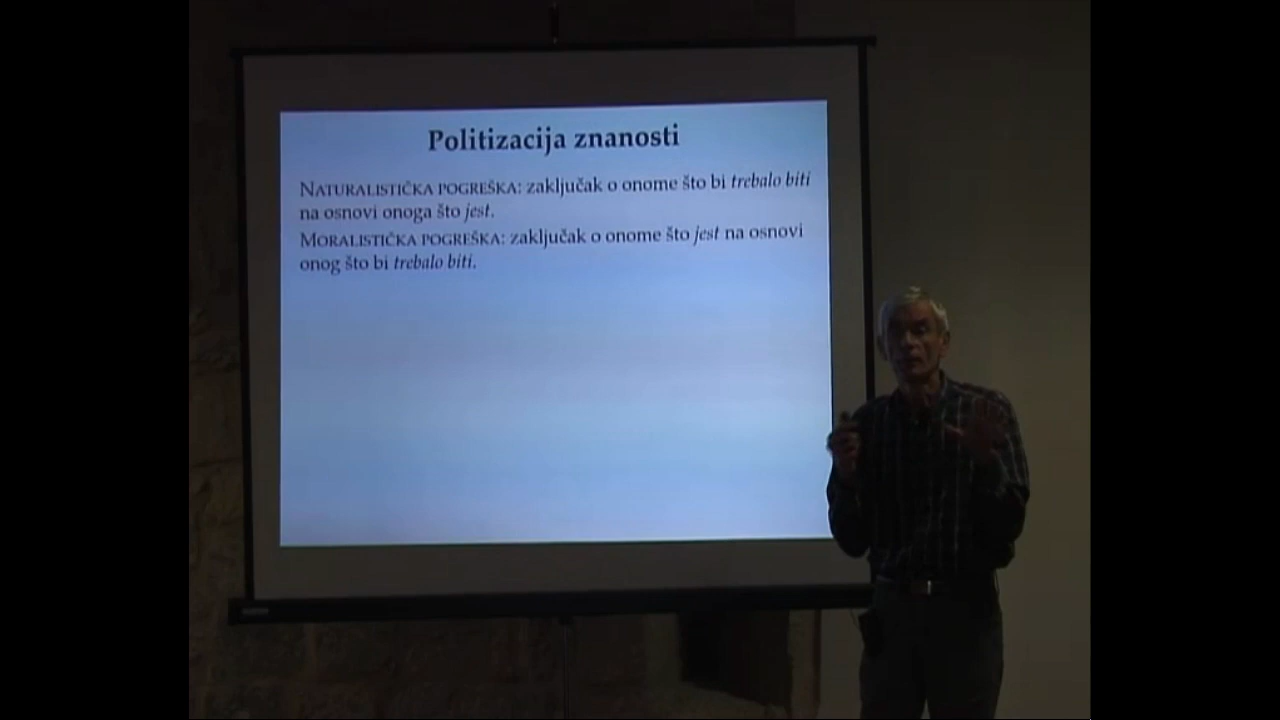 Politizacija znanosti
NATURALISTIČKA POGREŠKA: zaključak o onome što bi trebalo biti
na osnovi onoga što jest.
MORALISTIČKA POGREŠKA: zaključak o onome što jest na osnovi
onog što bi trebalo biti.